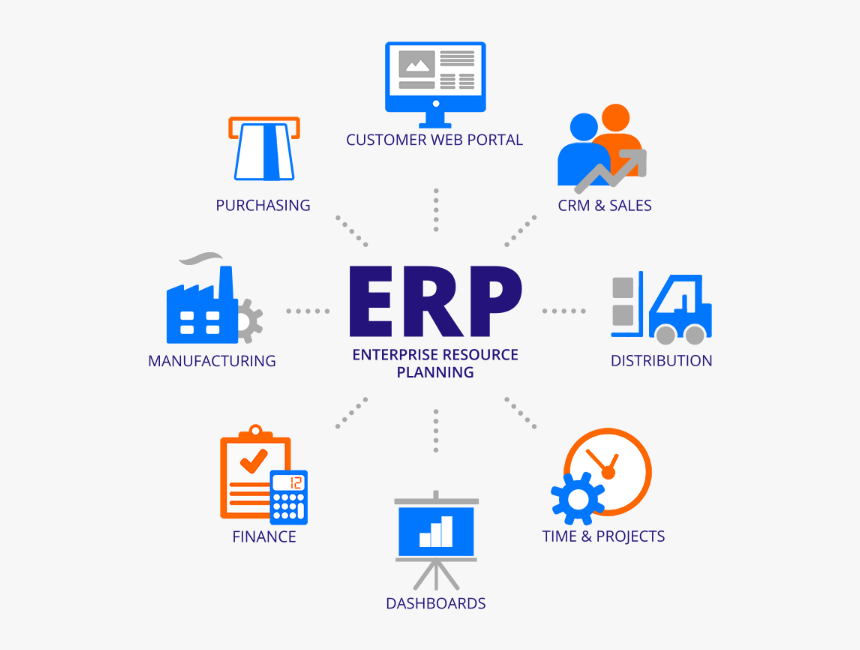 CUSTOMER WEB PORTAL
PURCHASING
CRM & SALES
ERP
ENTERPRISE RESOURCE
PLANNING
MANUFACTURING
DISTRIBUTION
12
FINANCE
TIME & PROJECTS
DASHBOARDS